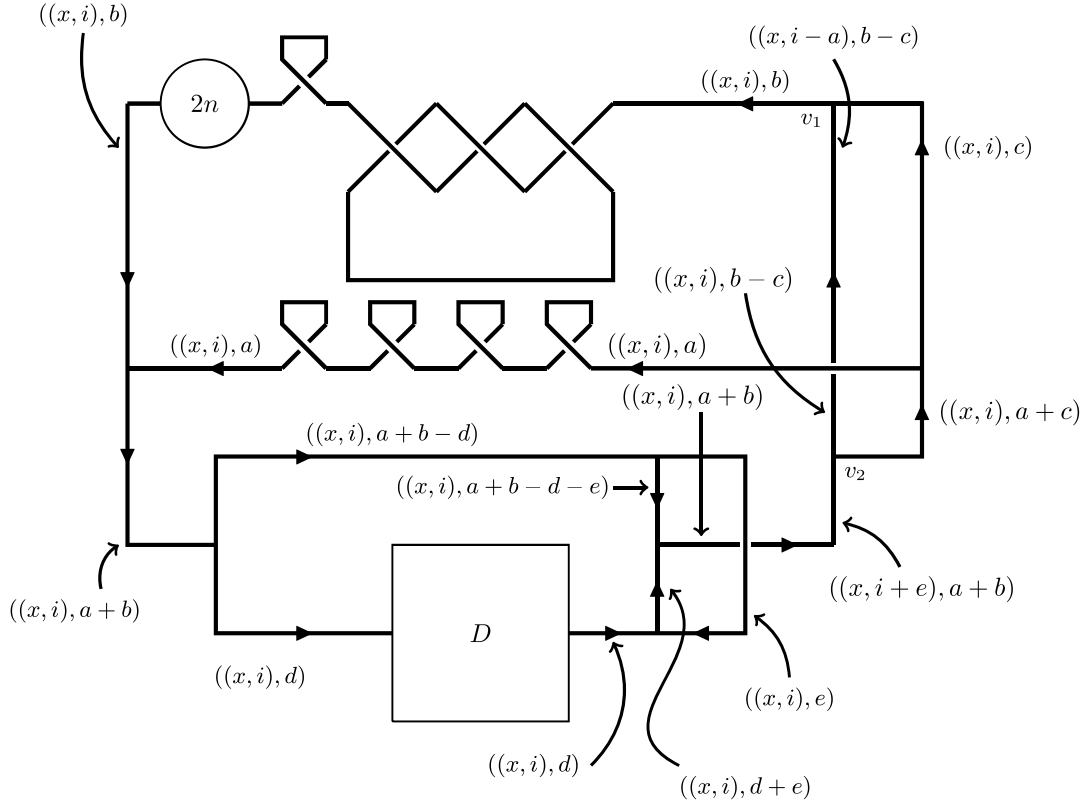 ((x, i), b)
((x, i − a), b − c)
((x, i), b)
2n
v₁
((x, i), c)
((x, i), b − c)
((x, i), a)
((x, i), a)
((x, i), a + b)
((x, i), a + c)
((x, i), a + b − d)
((x, i), a + b − d − e)
v₂
((x, i + e), a + b)
((x, i), a + b)
D
((x, i), d)
((x, i), e)
((x, i), d)
((x, i), d + e)